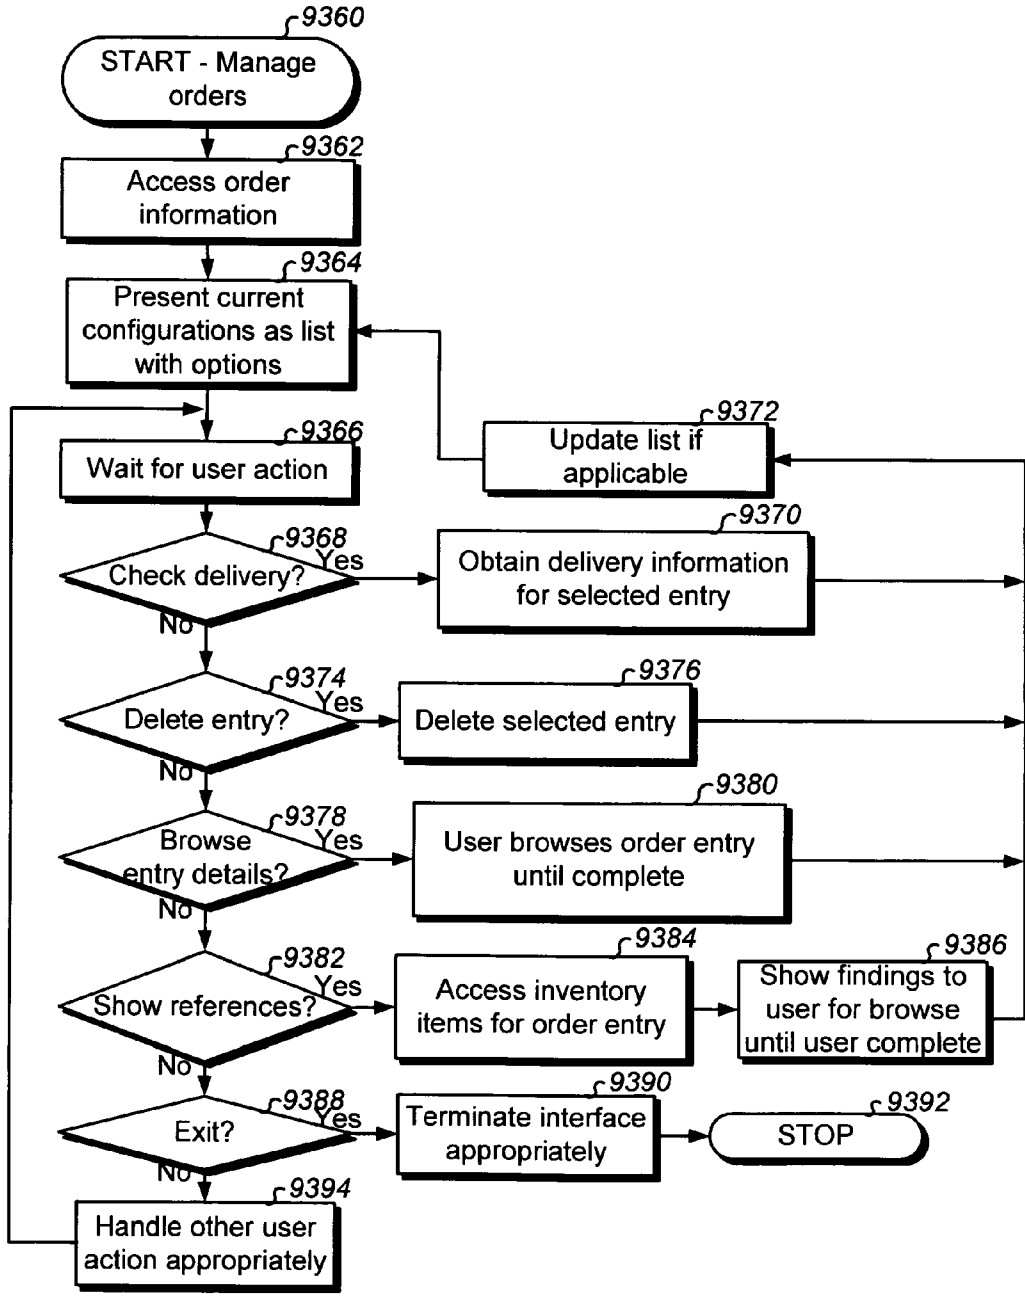 9360
START - Manage
orders
9362
Access order
information
9364
Present current
configurations as list
with options
9366
Wait for user action
9372
Update list if
applicable
9368
Check delivery?
Yes
No
9370
Obtain delivery information
for selected entry
9374
Delete entry?
Yes
No
9376
Delete selected entry
9378
Browse
entry details?
Yes
No
9380
User browses order entry
until complete
9382
Show references?
Yes
No
9384
Access inventory
items for order entry
9386
Show findings to
user for browse
until user complete
9388
Exit?
Yes
No
9390
Terminate interface
appropriately
9392
STOP
9394
Handle other user
action appropriately